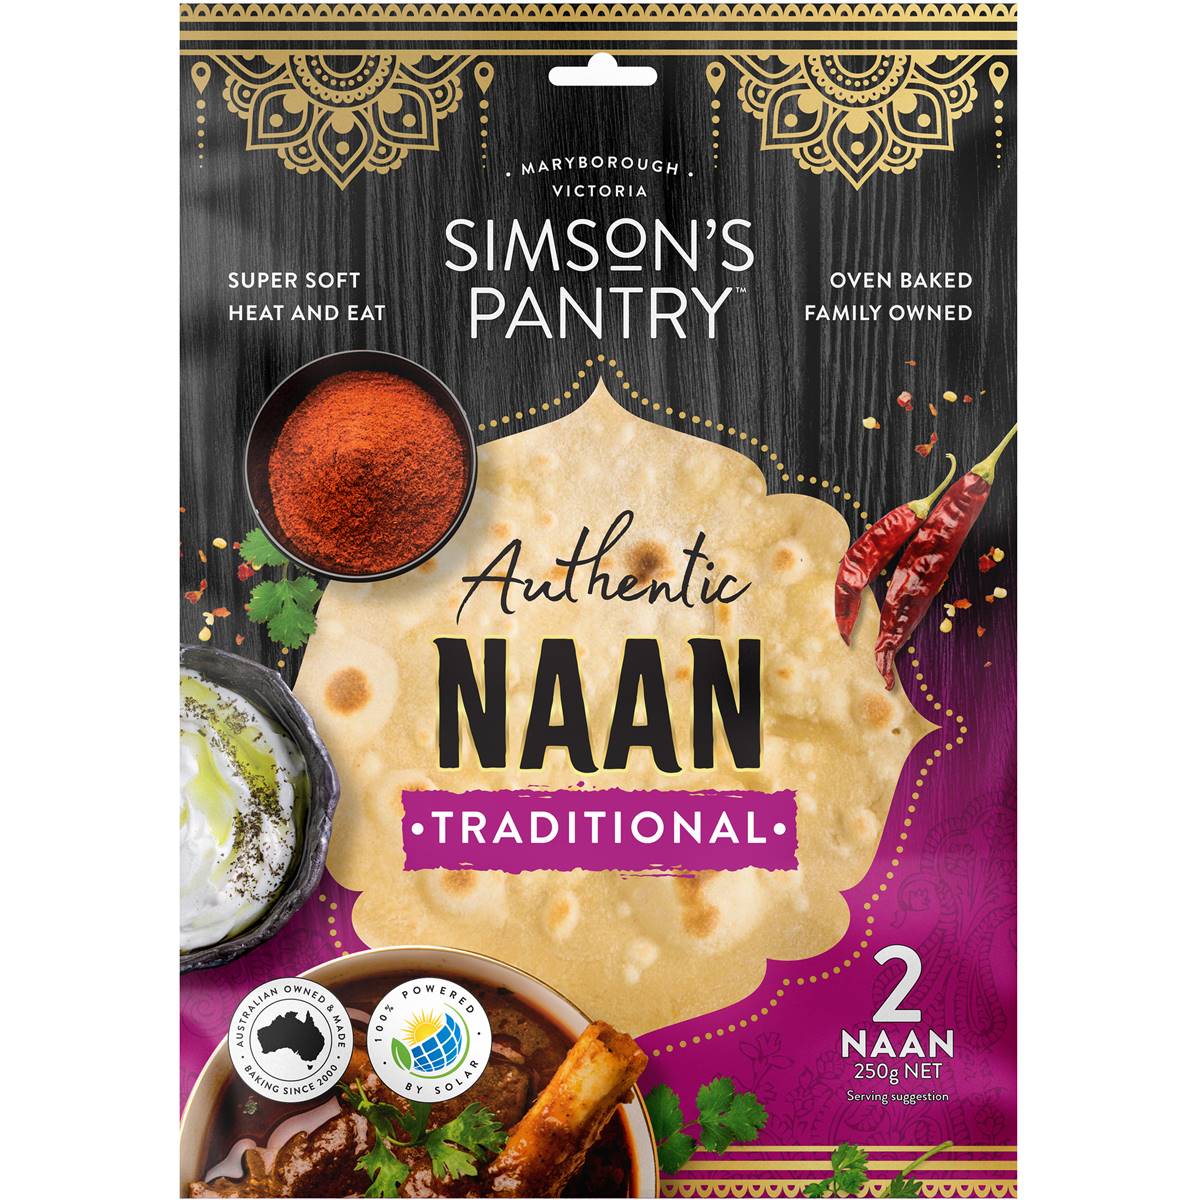 · MARYBOROUGH ·
VICTORIA
SIMSON'S
PANTRY™
SUPER SOFT
HEAT AND EAT
OVEN BAKED
FAMILY OWNED
Authentic
NAAN
•TRADITIONAL•
· AUSTRALIAN OWNED & MADE ·
BAKING SINCE 2000
· 100% POWERED ·
BY SOLAR
2
NAAN
250g NET
Serving suggestion